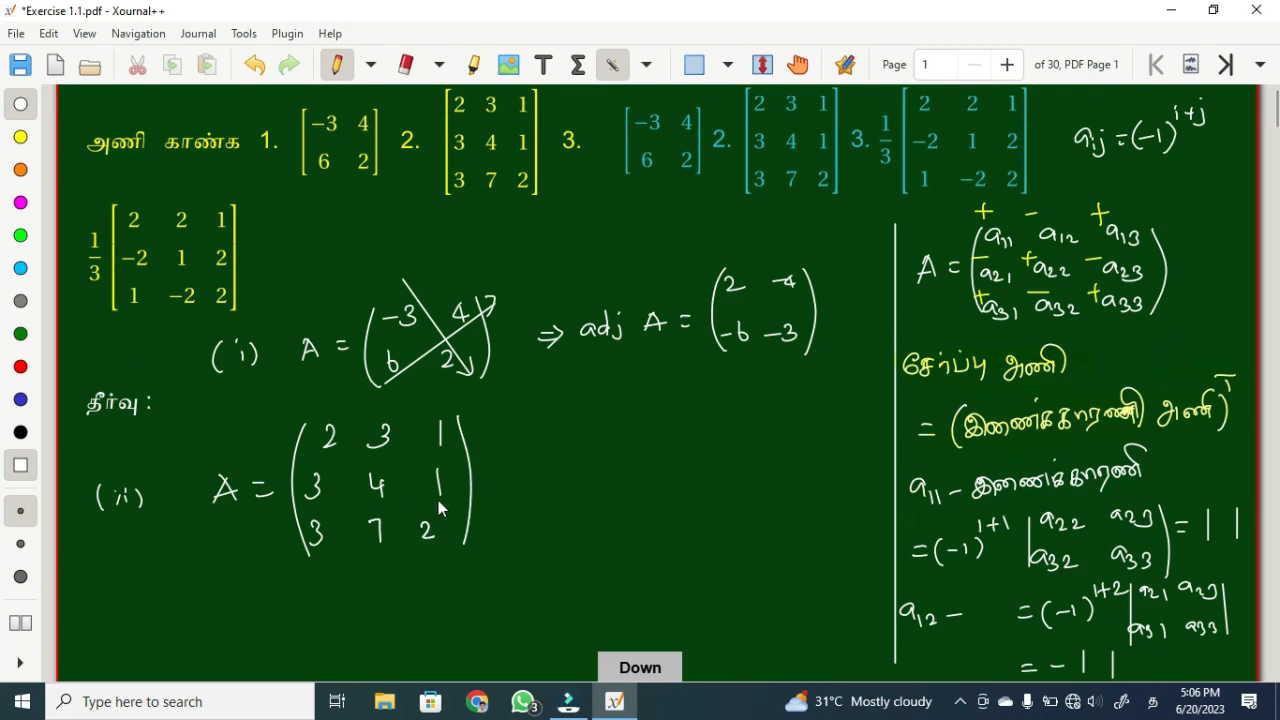 *Exercise 1.1.pdf - Xournal++
File Edit View Navigation Journal Tools Plugin Help
Page 1 of 30, PDF Page 1
அணி காண்க 1. [-3 4 6 2] 2. [2 3 1 3 4 1 3 7 2] 3. [-3 4 6 2] 2. [2 3 1 3 4 1 3 7 2] 3. 1/3 [2 2 1 -2 1 2 1 -2 2] aij = (-1)^i+j
1/3 [2 2 1 -2 1 2 1 -2 2]
(i) A = (-3 4 6 2) ⇒ adj A = (2 -4 -6 -3)
தீர்வு :
(ii) A = (2 3 1 3 4 1 3 7 2)
+ - +
A = (a11 a12 a13
- a21 + a22 - a23
+ a31 - a32 + a33)
சேர்ப்பு அணி
= (இணைக்காரணி அணி)^T
a11 - இணைக்காரணி
= (-1)^1+1 |a22 a23 a32 a33| = | |
a12 - = (-1)^1+2 |a21 a23 a31 a33|
= - | |
Down
Type here to search
3
31°C Mostly cloudy
5:06 PM
6/20/2023